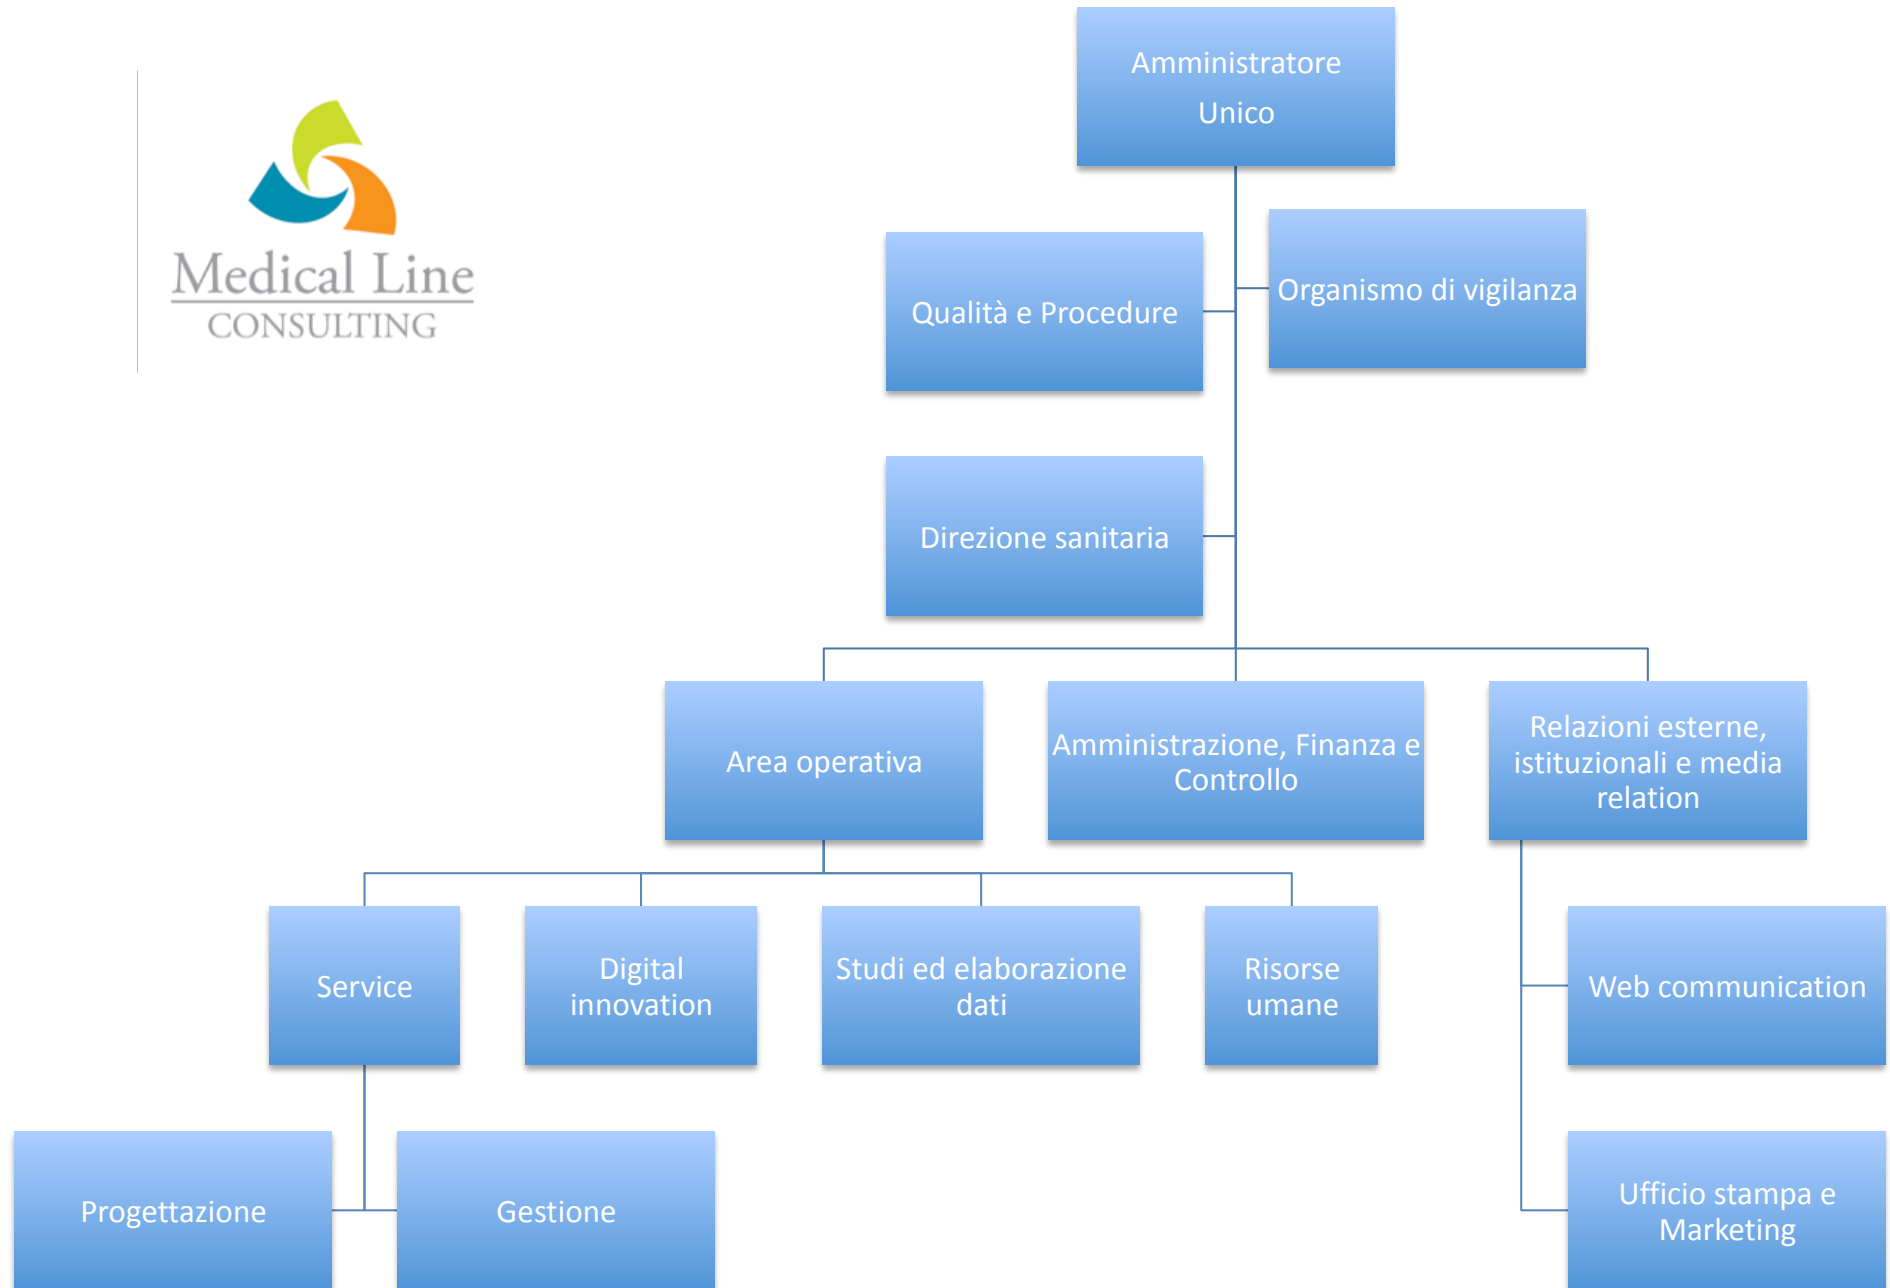 Amministratore
Unico
Medical Line
CONSULTING
Organismo di vigilanza
Qualità e Procedure
Direzione sanitaria
Area operativa
Amministrazione, Finanza e
Controllo
Relazioni esterne,
istituzionali e media
relation
Service
Digital
innovation
Studi ed elaborazione
dati
Risorse
umane
Web communication
Progettazione
Gestione
Ufficio stampa e
Marketing